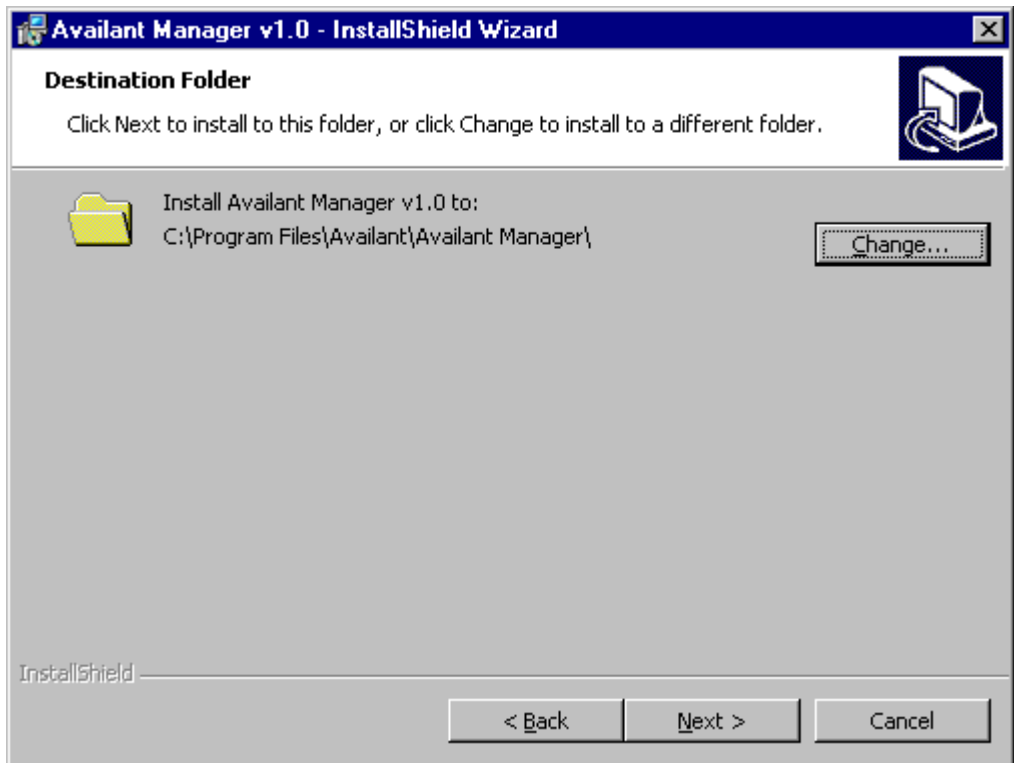 Availant Manager v1.0 - InstallShield Wizard
Destination Folder
Click Next to install to this folder, or click Change to install to a different folder.
Install Availant Manager v1.0 to:
C:\Program Files\Availant\Availant Manager\
Change...
InstallShield
< Back
Next >
Cancel